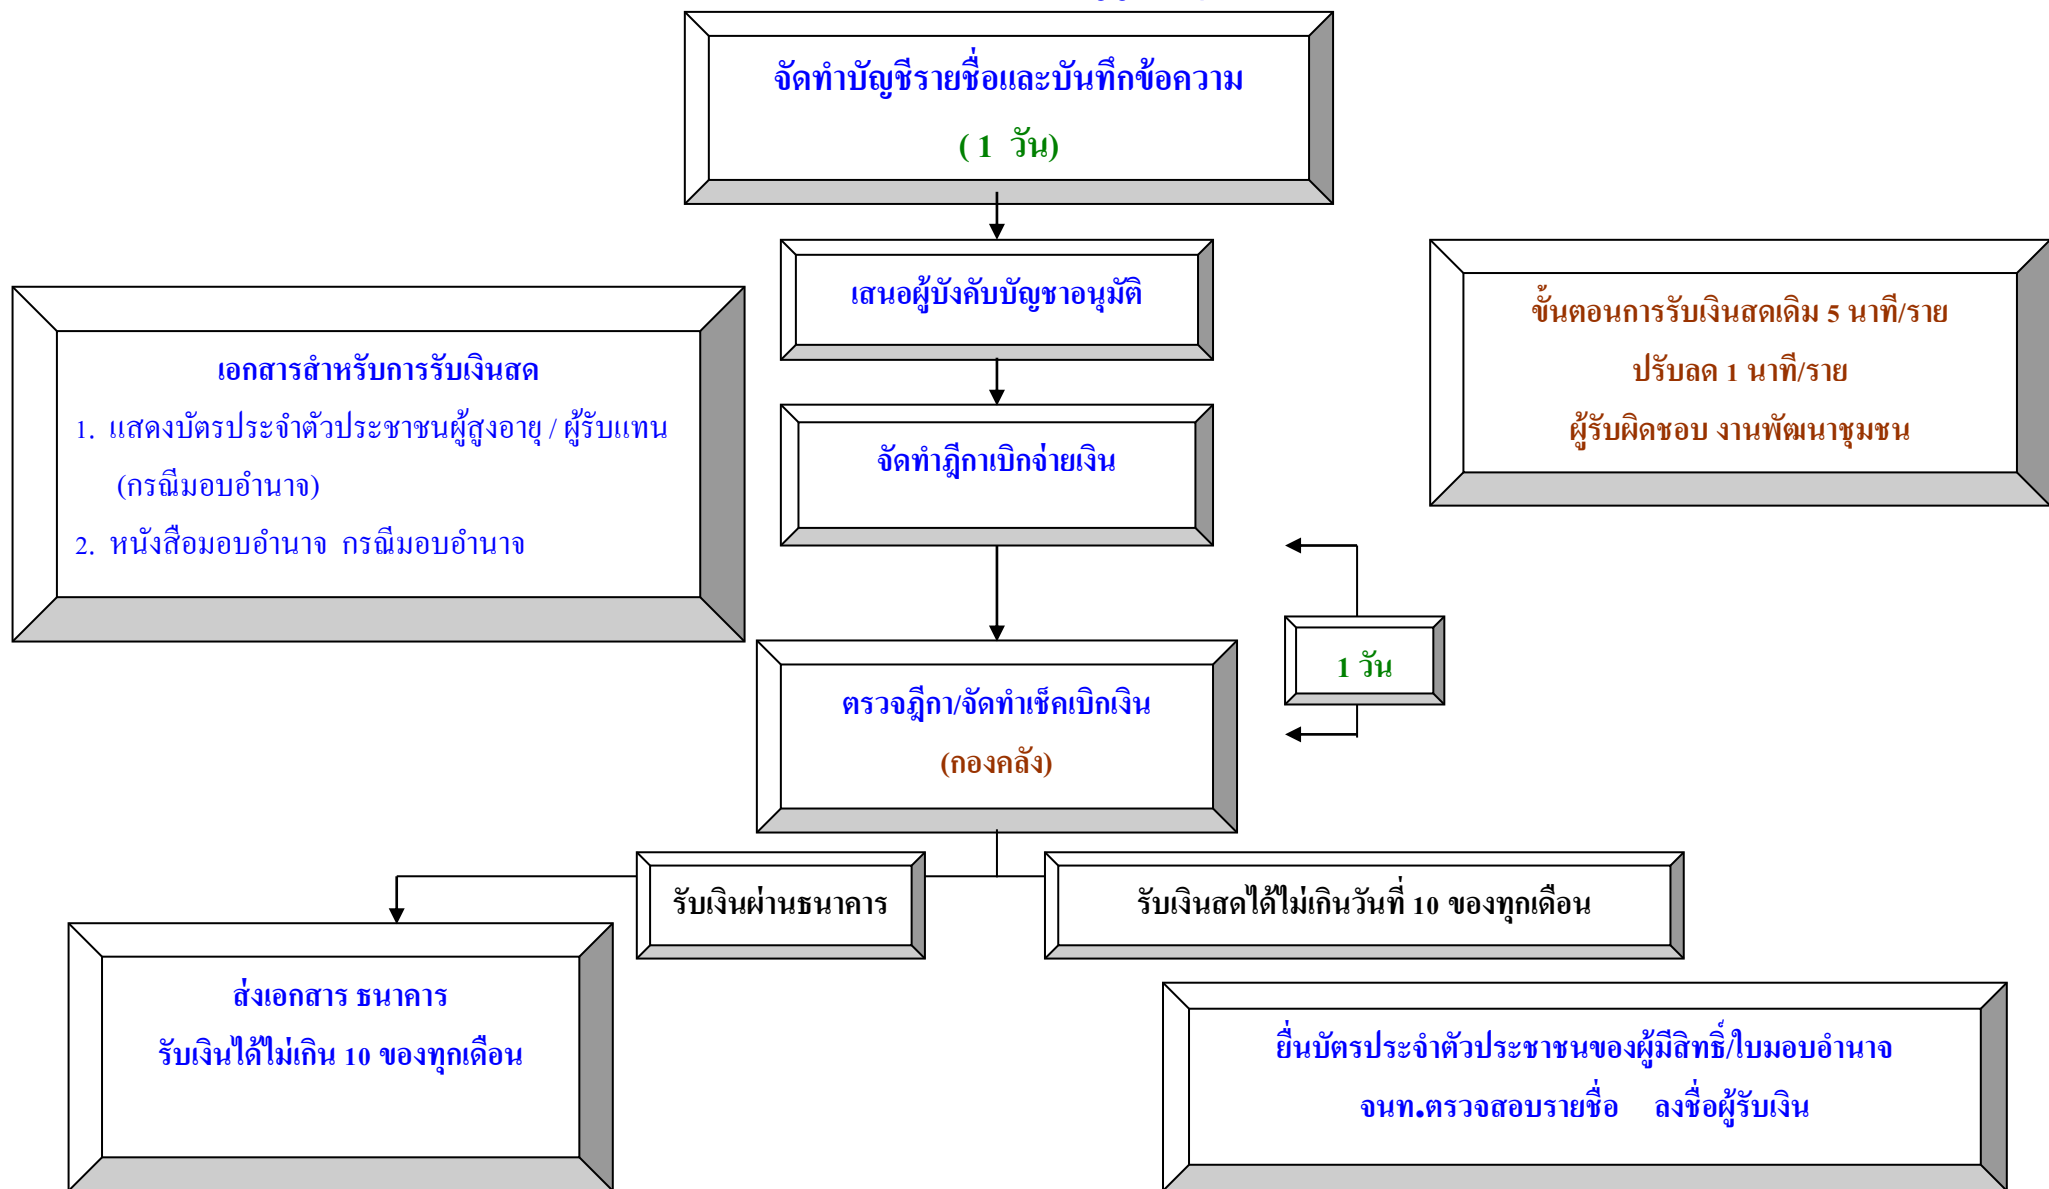 จัดทำบัญชีรายชื่อและบันทึกข้อความ
( 1 วัน)
เสนอผู้บังคับบัญชาอนุมัติ
ขั้นตอนการรับเงินสดเดิม 5 นาที/ราย
ปรับลด 1 นาที/ราย
ผู้รับผิดชอบ งานพัฒนาชุมชน
เอกสารสำหรับการรับเงินสด
1. แสดงบัตรประจำตัวประชาชนผู้สูงอายุ / ผู้รับแทน
(กรณีมอบอำนาจ)
2. หนังสือมอบอำนาจ กรณีมอบอำนาจ
จัดทำฎีกาเบิกจ่ายเงิน
1 วัน
ตรวจฎีกา/จัดทำเช็คเบิกเงิน
(กองคลัง)
รับเงินผ่านธนาคาร
รับเงินสดได้ไม่เกินวันที่ 10 ของทุกเดือน
ส่งเอกสาร ธนาคาร
รับเงินได้ไม่เกิน 10 ของทุกเดือน
ยื่นบัตรประจำตัวประชาชนของผู้มีสิทธิ์/ใบมอบอำนาจ
จนท.ตรวจสอบรายชื่อ ลงชื่อผู้รับเงิน